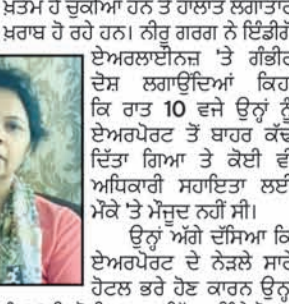 ਖ਼ਤਮ ਹੋ ਚੁਕੀਆਂ ਹਨ ਤੇ ਹਾਲਾਤ ਲਗਾਤਾਰ
ਖ਼ਰਾਬ ਹੋ ਰਹੇ ਹਨ। ਨੀਰੂ ਗਰਗ ਨੇ ਇੰਡੀਗੋ
ਏਅਰਲਾਈਨਜ਼ 'ਤੇ ਗੰਭੀਰ
ਦੋਸ਼ ਲਗਾਉਂਦਿਆਂ ਕਿਹਾ
ਕਿ ਰਾਤ 10 ਵਜੇ ਉਨ੍ਹਾਂ ਨੂੰ
ਏਅਰਪੋਰਟ ਤੋਂ ਬਾਹਰ ਕੱਢ
ਦਿੱਤਾ ਗਿਆ ਤੇ ਕੋਈ ਵੀ
ਅਧਿਕਾਰੀ ਸਹਾਇਤਾ ਲਈ
ਮੌਕੇ 'ਤੇ ਮੌਜੂਦ ਨਹੀਂ ਸੀ।
ਉਨ੍ਹਾਂ ਅੱਗੇ ਦੱਸਿਆ ਕਿ
ਏਅਰਪੋਰਟ ਦੇ ਨੇੜਲੇ ਸਾਰੇ
ਹੋਟਲ ਭਰੇ ਹੋਣ ਕਾਰਨ ਉਨ੍ਹਾਂ